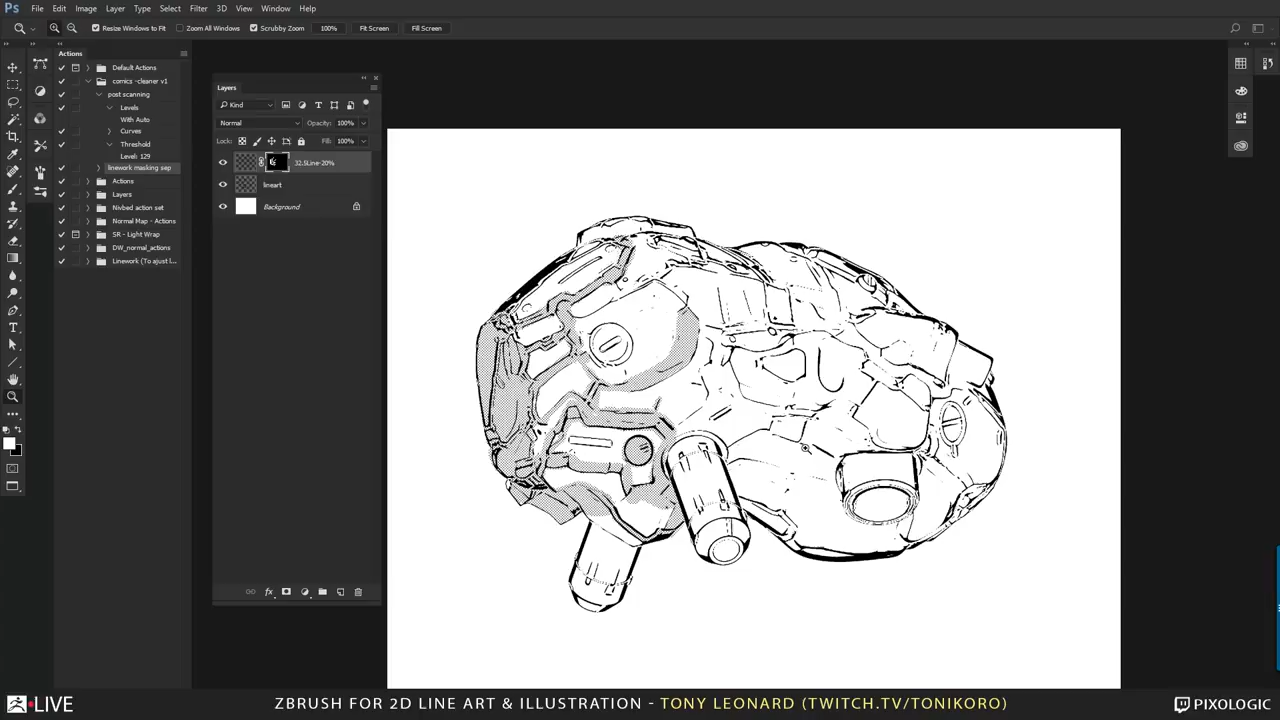 Ps File Edit Image Layer Type Select Filter 3D View Window Help
Resize Windows to Fit Zoom All Windows Scrubby Zoom 100% Fit Screen Fill Screen
Actions
Default Actions
comics -cleaner v1
post scanning
Levels
With Auto
Curves
Threshold
Level: 129
linework masking sep
Actions
Layers
Nivbed action set
Normal Map - Actions
SR - Light Wrap
DW_normal_actions
Linework (To ajust l...
Layers
Kind
Normal Opacity: 100%
Lock: Fill: 100%
32.5Line-20%
lineart
Background
fx
LIVE
ZBRUSH FOR 2D LINE ART & ILLUSTRATION - TONY LEONARD (TWITCH.TV/TONIKORO)
PIXOLOGIC